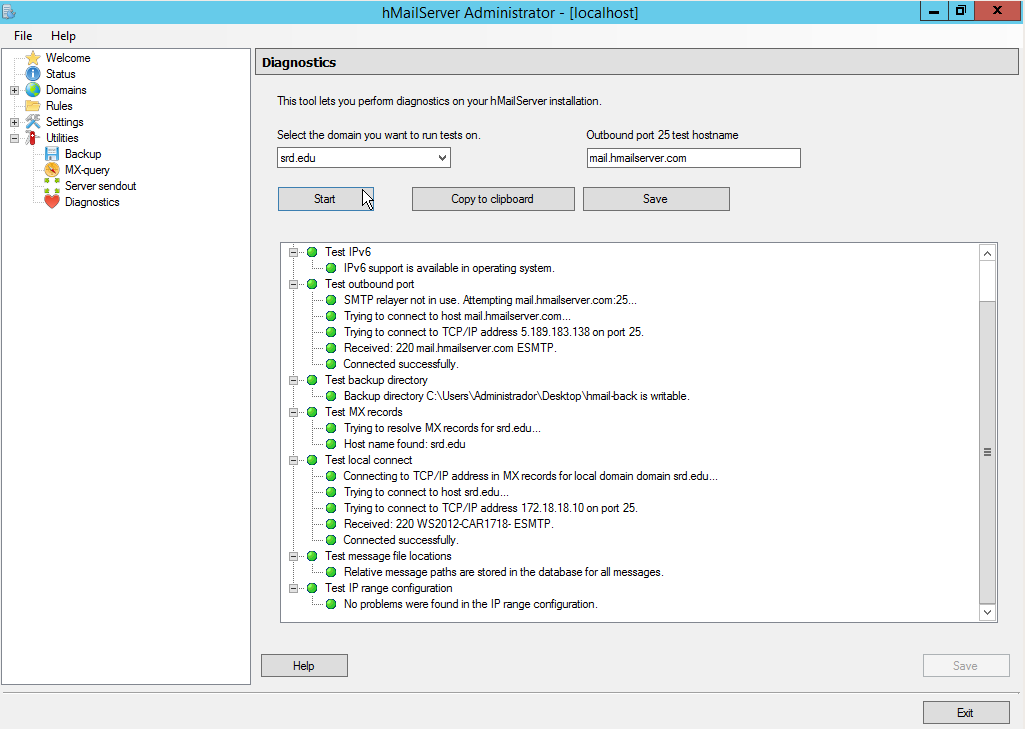 hMailServer Administrator - [localhost]
File Help
Welcome
Status
Domains
Rules
Settings
Utilities
Backup
MX-query
Server sendout
Diagnostics
Diagnostics
This tool lets you perform diagnostics on your hMailServer installation.
Select the domain you want to run tests on.
Outbound port 25 test hostname
srd.edu
mail.hmailserver.com
Start
Copy to clipboard
Save
Test IPv6
IPv6 support is available in operating system.
Test outbound port
SMTP relayer not in use. Attempting mail.hmailserver.com:25...
Trying to connect to host mail.hmailserver.com...
Trying to connect to TCP/IP address 5.189.183.138 on port 25.
Received: 220 mail.hmailserver.com ESMTP.
Connected successfully.
Test backup directory
Backup directory C:\Users\Administrador\Desktop\hmail-back is writable.
Test MX records
Trying to resolve MX records for srd.edu...
Host name found: srd.edu
Test local connect
Connecting to TCP/IP address in MX records for local domain domain srd.edu...
Trying to connect to host srd.edu...
Trying to connect to TCP/IP address 172.18.18.10 on port 25.
Received: 220 WS2012-CAR1718- ESMTP.
Connected successfully.
Test message file locations
Relative message paths are stored in the database for all messages.
Test IP range configuration
No problems were found in the IP range configuration.
Help
Save
Exit